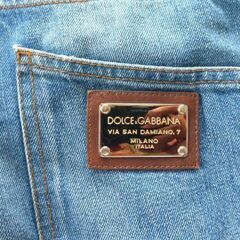 DOLCE&GABBANA
VIA SAN DAMIANO, 7
MILANO
ITALIA